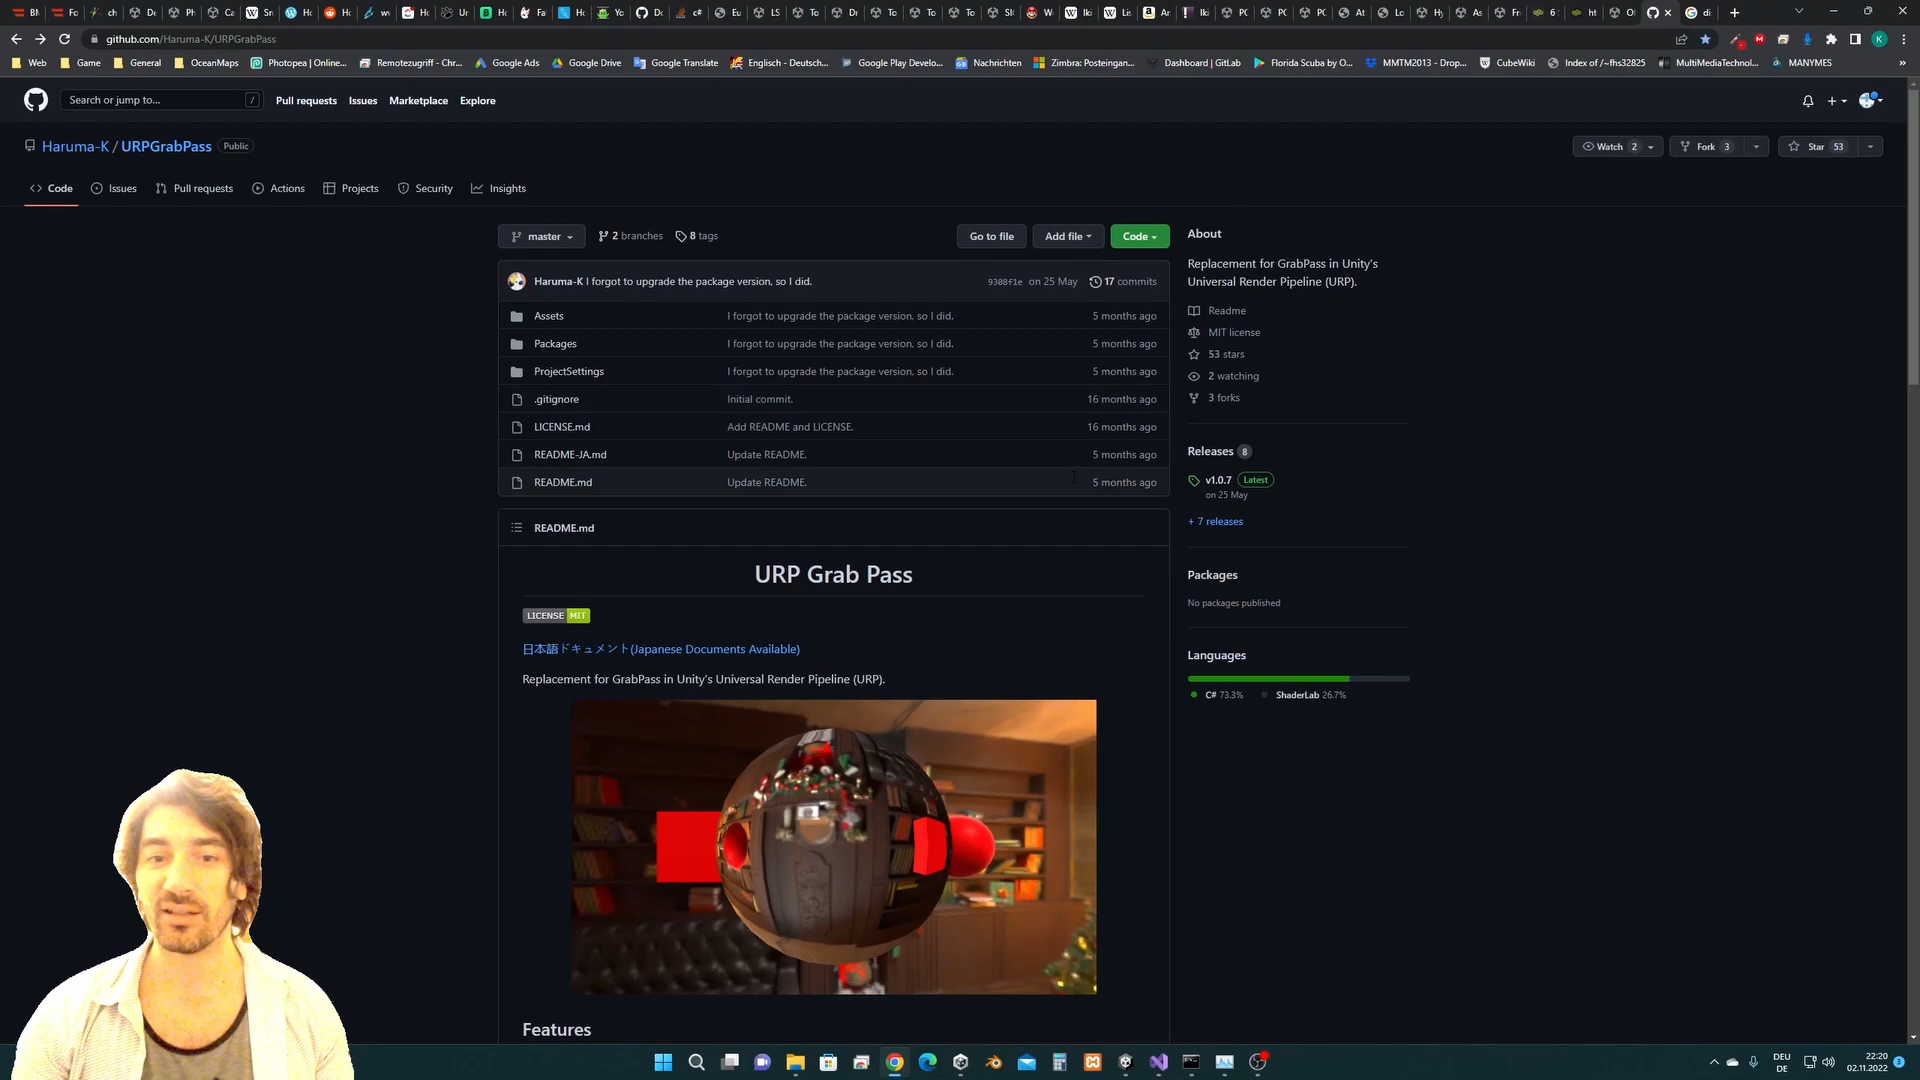 github.com/Haruma-K/URPGrabPass
Web
Game
General
OceanMaps
Photopea | Online...
Remotezugriff - Chr...
Google Ads
Google Drive
Google Translate
Englisch - Deutsch...
Google Play Develo...
Nachrichten
Zimbra: Posteingan...
Dashboard | GitLab
Florida Scuba by O...
MMTM2013 - Drop...
CubeWiki
Index of /~fhs32825
MultiMediaTechnol...
MANYMES
»
Search or jump to...
/
Pull requests
Issues
Marketplace
Explore
Haruma-K / URPGrabPass
Public
Watch 2
Fork 3
Star 53
Code
Issues
Pull requests
Actions
Projects
Security
Insights
master
2 branches
8 tags
Go to file
Add file
Code
Haruma-K I forgot to upgrade the package version, so I did.
9308f1e on 25 May
17 commits
Assets
I forgot to upgrade the package version, so I did.
5 months ago
Packages
I forgot to upgrade the package version, so I did.
5 months ago
ProjectSettings
I forgot to upgrade the package version, so I did.
5 months ago
.gitignore
Initial commit.
16 months ago
LICENSE.md
Add README and LICENSE.
16 months ago
README-JA.md
Update README.
5 months ago
README.md
Update README.
5 months ago
README.md
URP Grab Pass
LICENSE MIT
日本語ドキュメント(Japanese Documents Available)
Replacement for GrabPass in Unity's Universal Render Pipeline (URP).
Features
About
Replacement for GrabPass in Unity's
Universal Render Pipeline (URP).
Readme
MIT license
53 stars
2 watching
3 forks
Releases 8
v1.0.7 Latest
on 25 May
+ 7 releases
Packages
No packages published
Languages
C# 73.3%
ShaderLab 26.7%
DEU
DE
22:20
02.11.2022
3